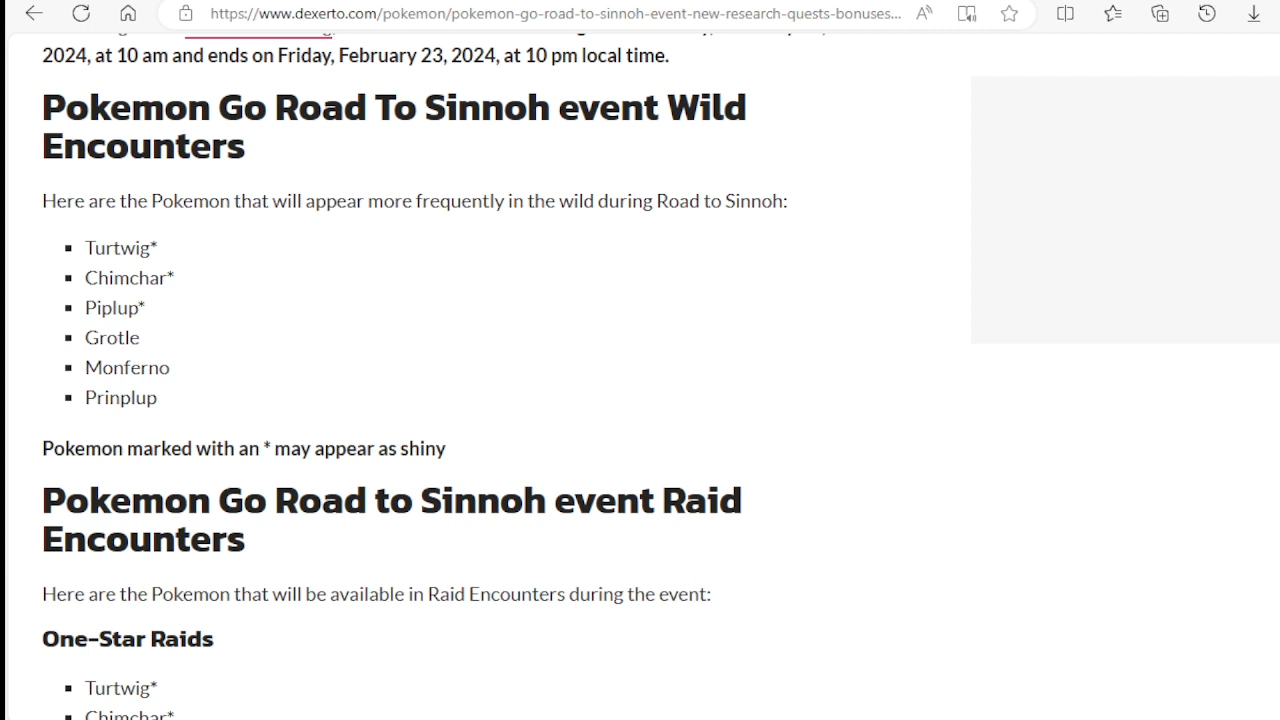 https://www.dexerto.com/pokemon/pokemon-go-road-to-sinnoh-event-new-research-quests-bonuses...
2024, at 10 am and ends on Friday, February 23, 2024, at 10 pm local time.
Pokemon Go Road To Sinnoh event Wild
Encounters
Here are the Pokemon that will appear more frequently in the wild during Road to Sinnoh:
▪ Turtwig*
▪ Chimchar*
▪ Piplup*
▪ Grotle
▪ Monferno
▪ Prinplup
Pokemon marked with an * may appear as shiny
Pokemon Go Road to Sinnoh event Raid
Encounters
Here are the Pokemon that will be available in Raid Encounters during the event:
One-Star Raids
▪ Turtwig*
▪ Chimchar*